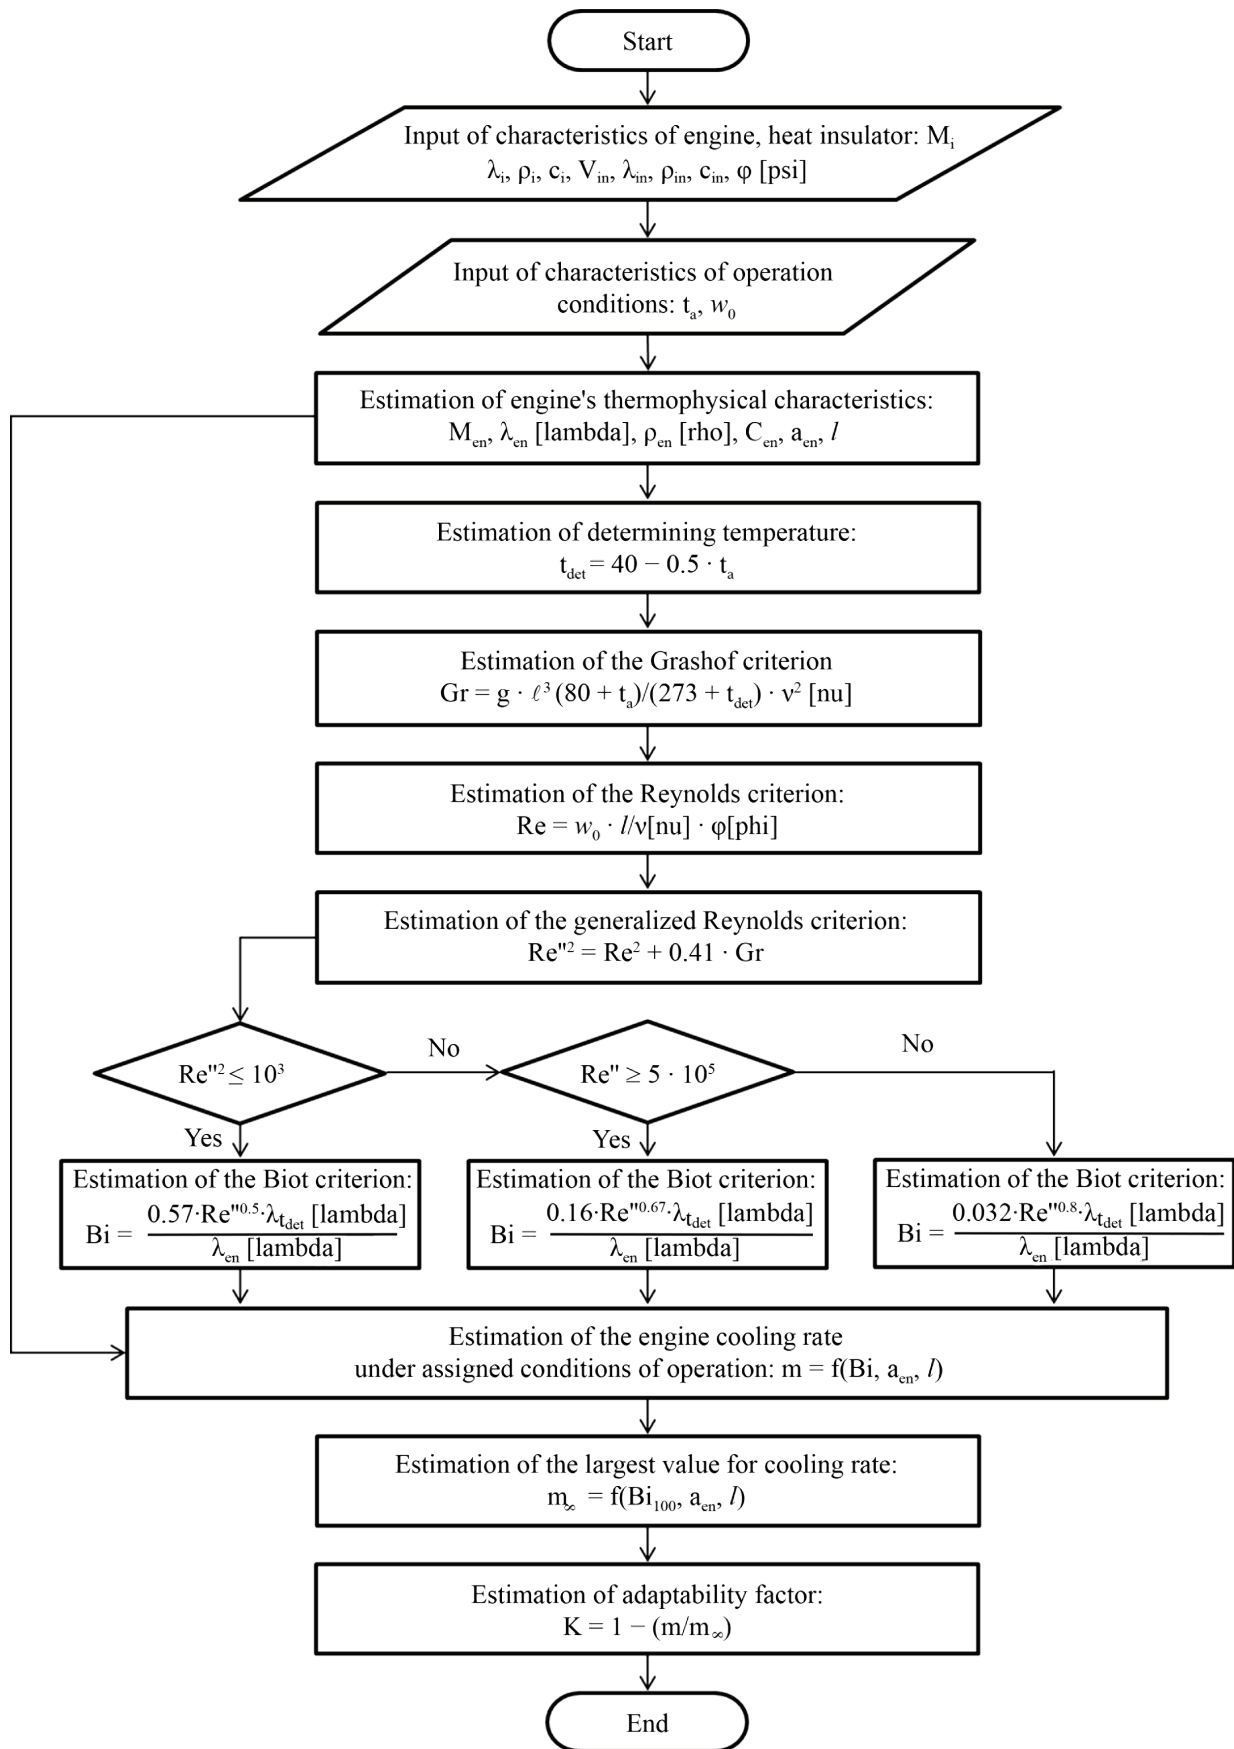 Start
Input of characteristics of engine, heat insulator: Mᵢ
λᵢ, ρᵢ, cᵢ, Vᵢₙ, λᵢₙ, ρᵢₙ, cᵢₙ, φ [psi]
Input of characteristics of operation
conditions: tₐ, w₀
Estimation of engine's thermophysical characteristics:
Mₑₙ, λₑₙ [lambda], ρₑₙ [rho], Cₑₙ, aₑₙ, l
Estimation of determining temperature:
t_det = 40 − 0.5 · tₐ
Estimation of the Grashof criterion
Gr = g · ℓ³ (80 + tₐ)/(273 + t_det) · ν² [nu]
Estimation of the Reynolds criterion:
Re = w₀ · l/ν[nu] · φ[phi]
Estimation of the generalized Reynolds criterion:
Re"² = Re² + 0.41 · Gr
Re"² ≤ 10³
No
Re" ≥ 5 · 10⁵
No
Yes
Yes
Estimation of the Biot criterion:
Bi = 0.57·Re"⁰·⁵·λ_t_det [lambda]
λₑₙ [lambda]
Estimation of the Biot criterion:
Bi = 0.16·Re"⁰·⁶⁷·λ_t_det [lambda]
λₑₙ [lambda]
Estimation of the Biot criterion:
Bi = 0.032·Re"⁰·⁸·λ_t_det [lambda]
λₑₙ [lambda]
Estimation of the engine cooling rate
under assigned conditions of operation: m = f(Bi, aₑₙ, l)
Estimation of the largest value for cooling rate:
m_∞ = f(Bi₁₀₀, aₑₙ, l)
Estimation of adaptability factor:
K = 1 − (m/m_∞)
End